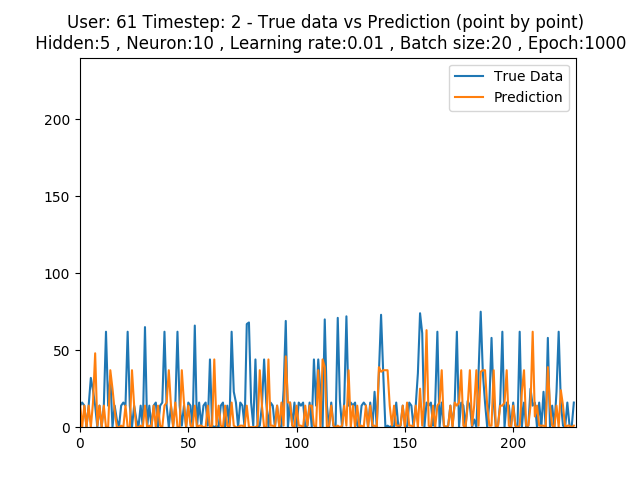 User: 61 Timestep: 2 - True data vs Prediction (point by point)
Hidden:5 , Neuron:10 , Learning rate:0.01 , Batch size:20 , Epoch:1000
True Data
Prediction
200
150
100
50
0
0 50 100 150 200